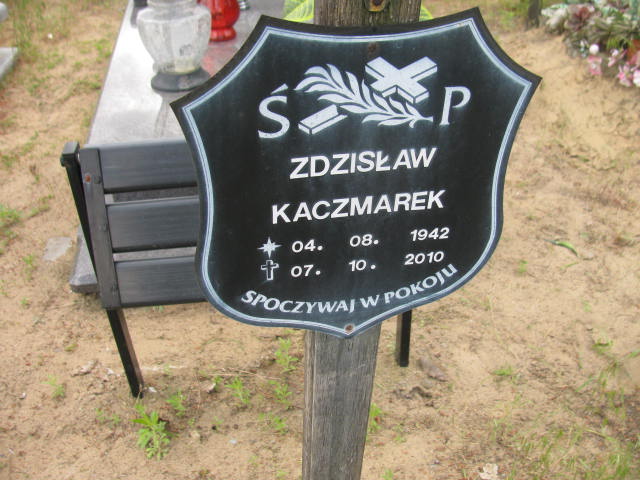 Ś P
ZDZISŁAW
KACZMAREK
04. 08. 1942
07. 10. 2010
SPOCZYWAJ W POKOJU